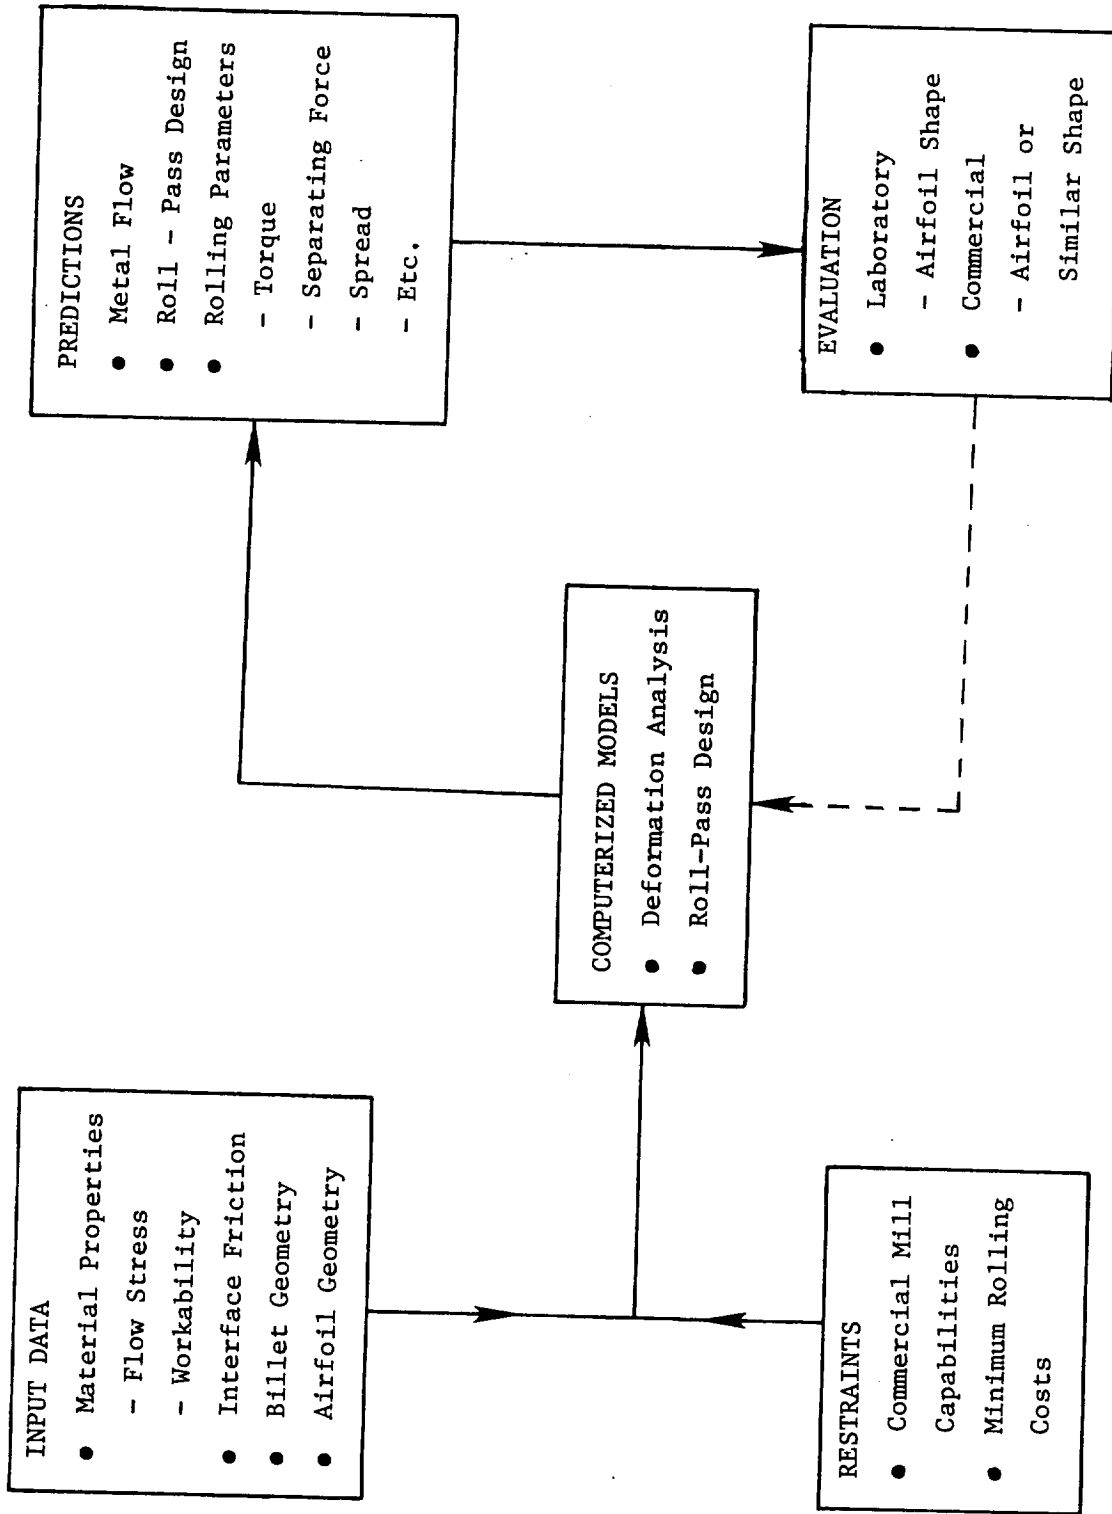 INPUT DATA
● Material Properties
- Flow Stress
- Workability
● Interface Friction
● Billet Geometry
● Airfoil Geometry
RESTRAINTS
● Commercial Mill
Capabilities
● Minimum Rolling
Costs
COMPUTERIZED MODELS
● Deformation Analysis
● Roll-Pass Design
PREDICTIONS
● Metal Flow
● Roll - Pass Design
● Rolling Parameters
- Torque
- Separating Force
- Spread
- Etc.
EVALUATION
● Laboratory
- Airfoil Shape
● Commercial
- Airfoil or
Similar Shape